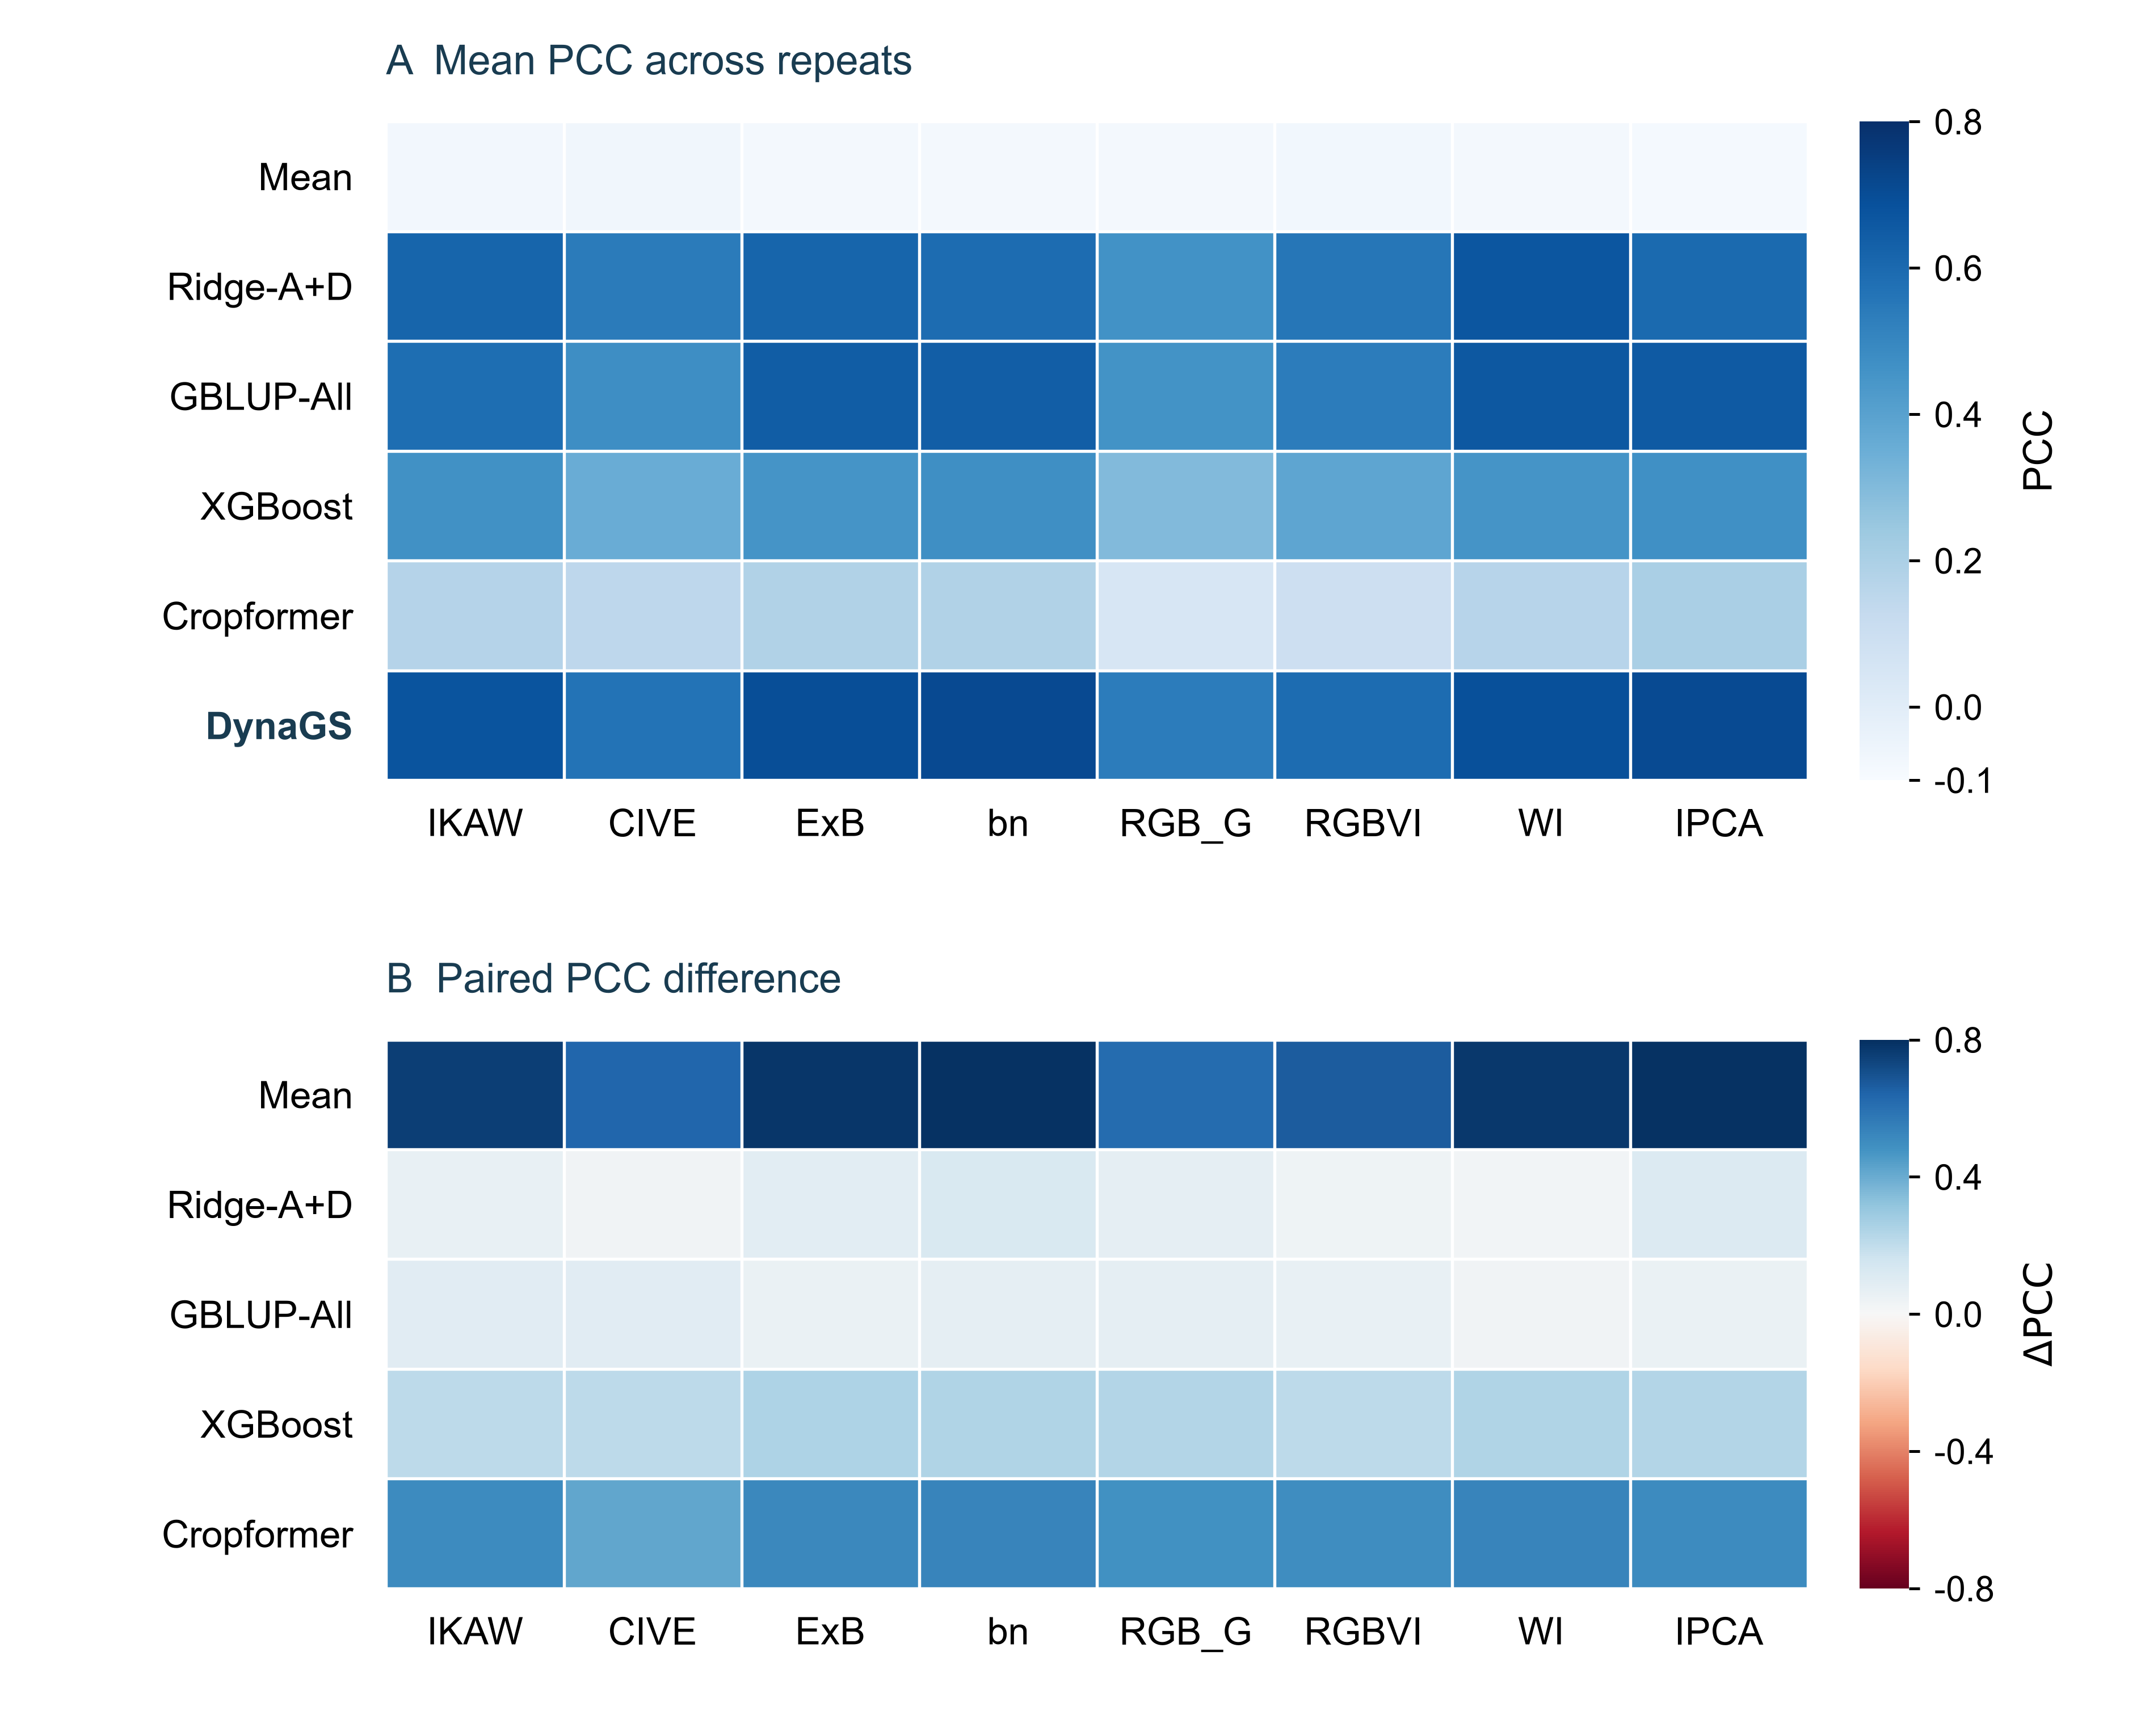 A Mean PCC across repeats
Mean
Ridge-A+D
GBLUP-All
XGBoost
Cropformer
DynaGS
IKAW CIVE ExB bn RGB_G RGBVI WI IPCA
0.8
0.6
0.4
0.2
0.0
-0.1
PCC
B Paired PCC difference
Mean
Ridge-A+D
GBLUP-All
XGBoost
Cropformer
IKAW CIVE ExB bn RGB_G RGBVI WI IPCA
0.8
0.4
0.0
-0.4
-0.8
ΔPCC